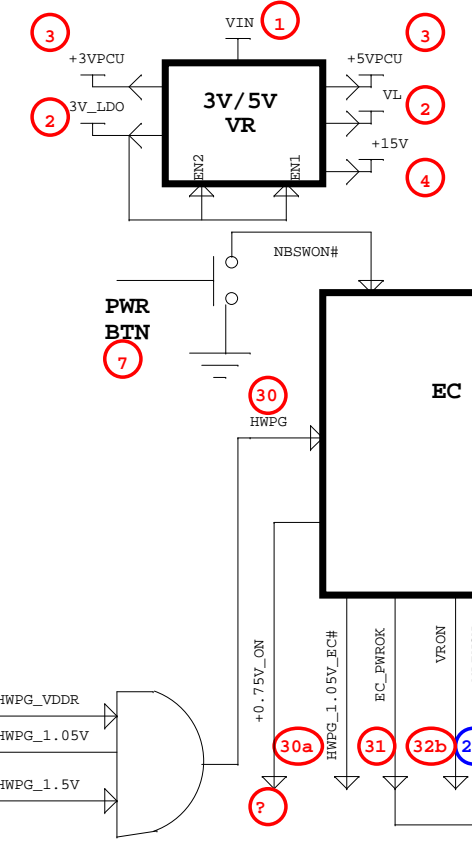 VIN
1
3
+3VPCU
+5VPCU
3
3V/5V
VR
2
3V_LDO
VL
2
+15V
EN2
EN1
4
NBSWON#
PWR
BTN
7
EC
30
HWPG
+0.75V_ON
HWPG_1.05V_EC#
EC_PWROK
VRON
HWPG_VDDR
HWPG_1.05V
HWPG_1.5V
30a
31
32b
2
?